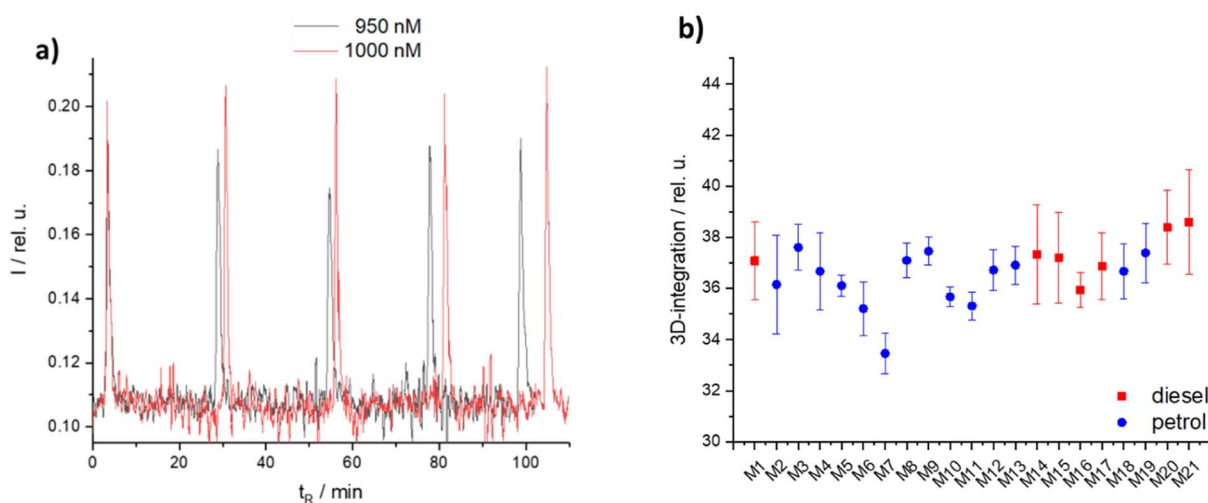 a)
950 nM
1000 nM
I / rel. u.
0.20
0.18
0.16
0.14
0.12
0.10
0 20 40 60 80 100
tR / min
b)
3D-integration / rel. u.
44
42
40
38
36
34
32
30
diesel
petrol
M1 M2 M3 M4 M5 M6 M7 M8 M9 M10 M11 M12 M13 M14 M15 M16 M17 M18 M19 M20 M21